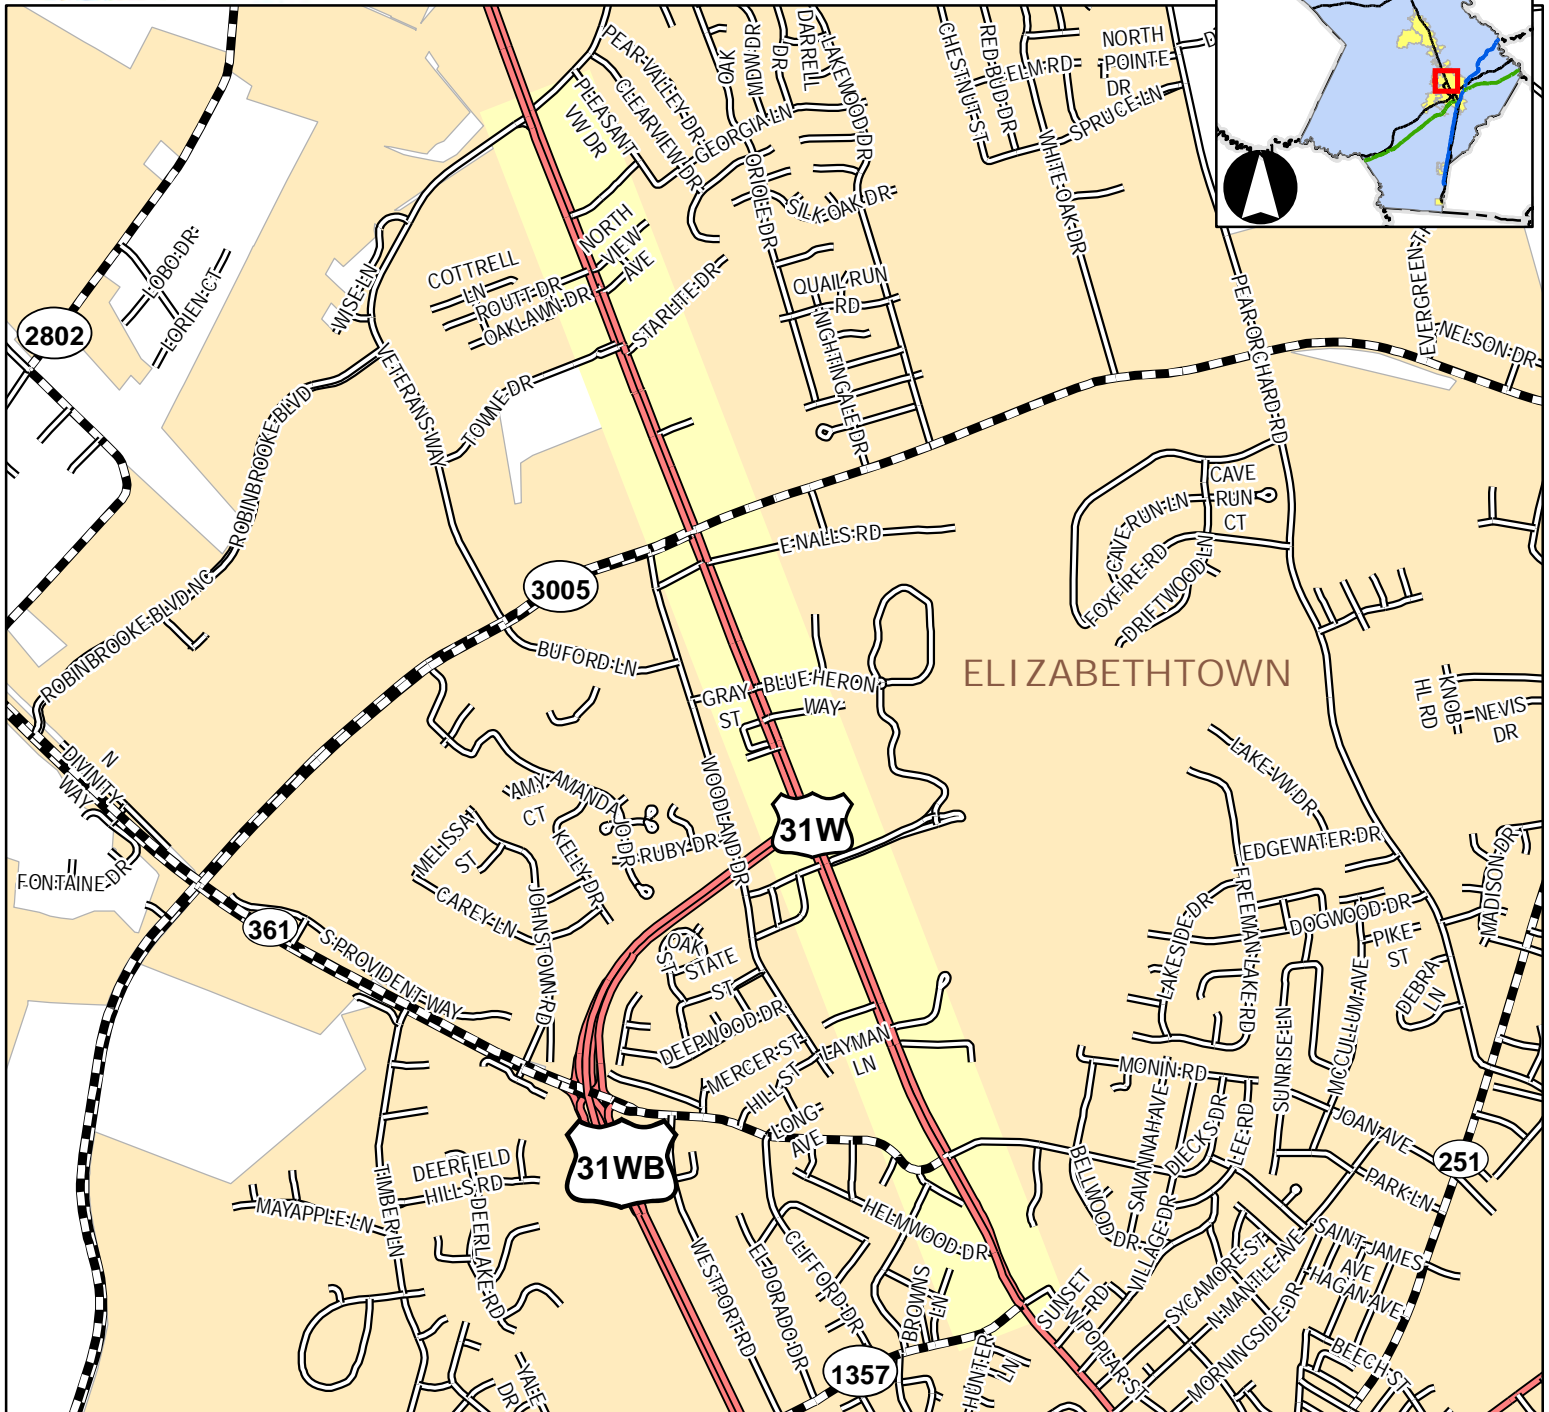 PEAR VALLEY DR
OAK
MDW DR
DR
DARRELL
LAKEWOOD DR
CHESTNUT ST
RED BUD DR
ELM RD
NORTH
POINTE
DR
SPRUCE LN
PLEASANT
VW DR
CLEARVIEW DR
GEORGIA LN
ORIOLE DR
SILK OAK DR
WHITE OAK DR
LOBO DR
LORIEN CT
WISE LN
COTTRELL
LN
ROUTT DR
OAKLAWN DR
NORTH
VIEW
AVE
STARLITE DR
QUAIL RUN
RD
NIGHTINGALE DR
PEAR ORCHARD RD
EVERGREEN
NELSON DR
2802
VETERANS WAY
TOWNE DR
ROBINBROOKE BLVD
ROBINBROOKE BLVD NC
3005
E NALLS RD
CAVE
RUN
CT
CAVE RUN LN
FOXFIRE RD
DRIFTWOOD LN
BUFORD LN
GRAY
ST
BLUE HERON
WAY
ELIZABETHTOWN
KNOB
HL RD
NEVIS
DR
N
DIVINITY
WAY
WOODLAND DR
AMY
CT
AMANDA JO DR
MELISSA
ST
KELLY DR
RUBY DR
31W
LAKE VW DR
EDGEWATER DR
FONTAINE DR
CAREY LN
JOHNSTOWN RD
361
S PROVIDENT WAY
OAK
ST
STATE
ST
DEEPWOOD DR
LAKESIDE DR
FREEMAN LAKE RD
DOGWOOD DR
PIKE
ST
MADISON DR
DEBRA
LN
MERCER ST
HILL ST
LAYMAN
LN
LONG
AVE
MONIN RD
SUNRISE LN
MCCULLUM AVE
JOAN AVE
31WB
251
DEERFIELD
HILLS RD
MAYAPPLE LN
TIMBER LN
DEER LAKE RD
BELLWOOD DR
SAVANNAH AVE
DIECKS DR
LEE RD
PARK LN
HELMWOOD DR
WESTPORT RD
EL DORADO DR
CLIFFORD DR
BROWNS
LN
VILLAGE DR
SYCAMORE ST
N MANTLE AVE
SAINT JAMES
AVE
HAGAN AVE
SUNSET
RD
W POPLAR ST
MORNINGSIDE DR
BEECH ST
YALE
DR
1357
HUNTER
LN